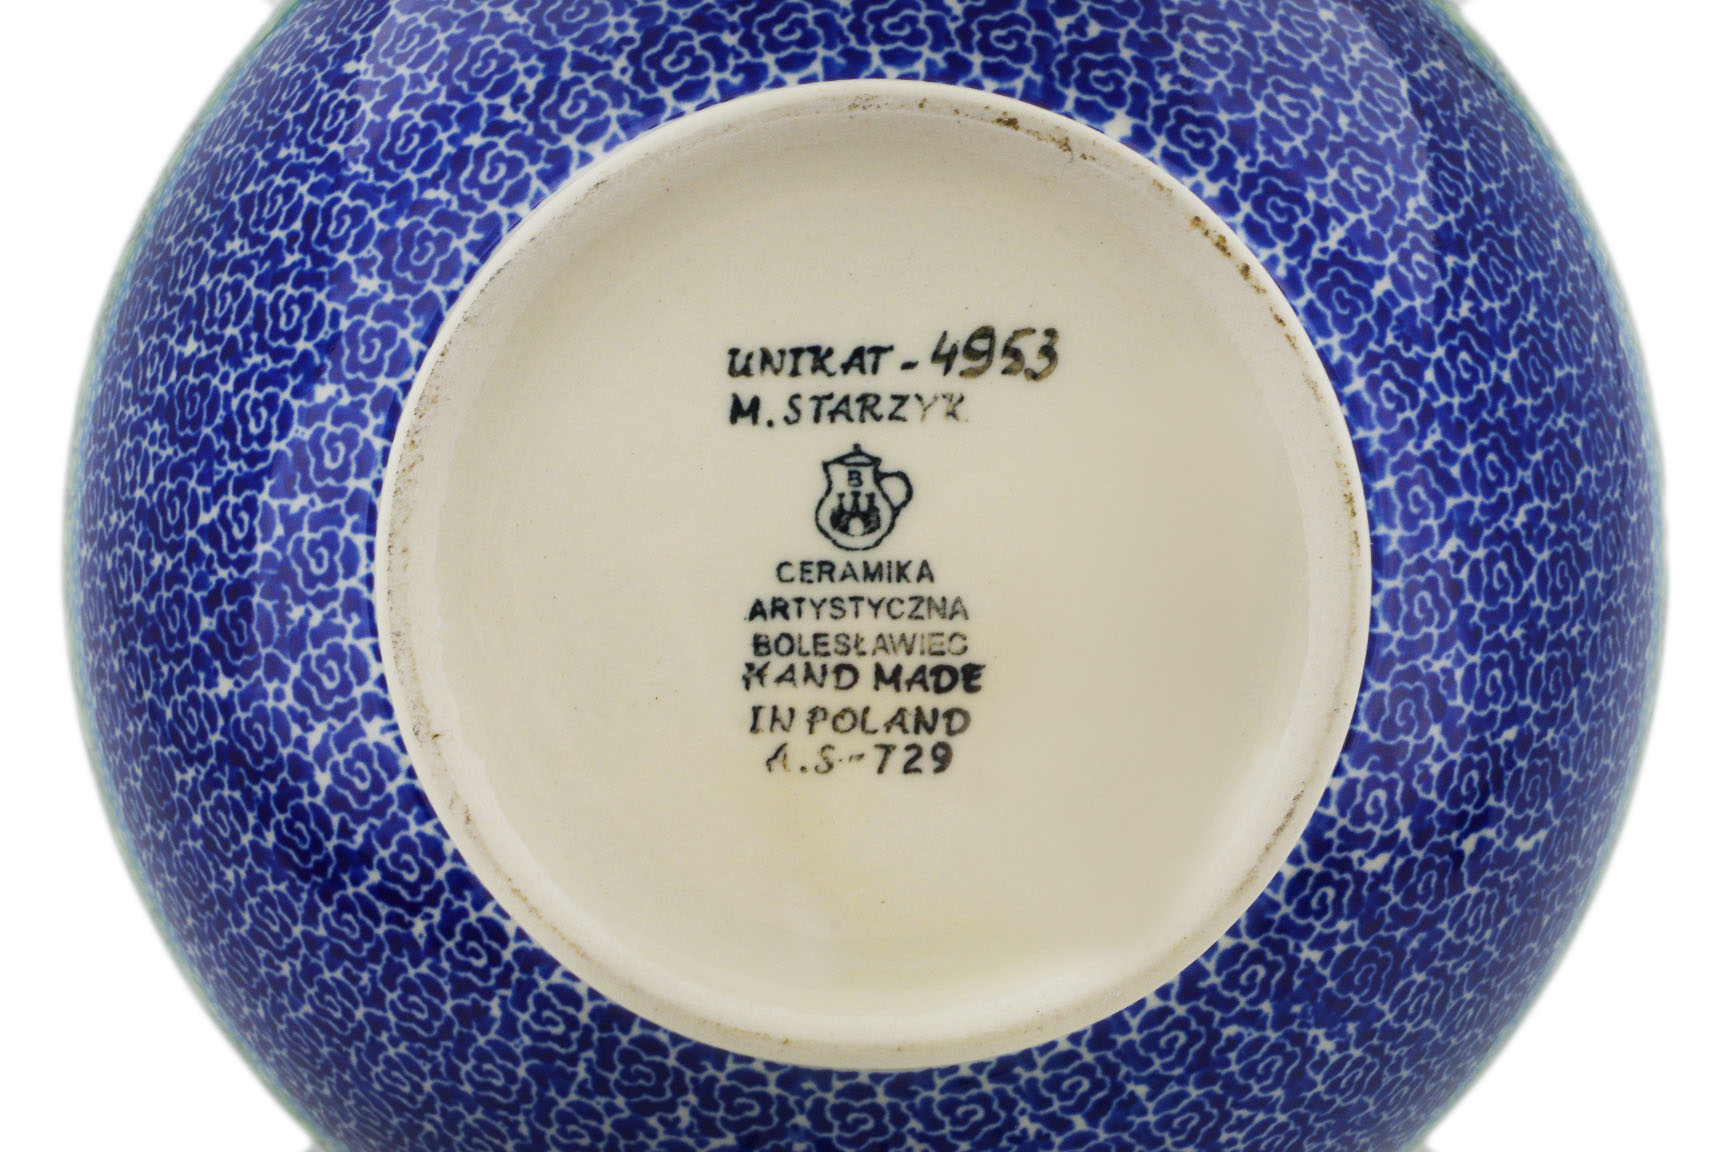 UNIKAT - 4953
M. STARZYK
B
CERAMIKA
ARTYSTYCZNA
BOLESŁAWIEC
HAND MADE
IN POLAND
A.S-729